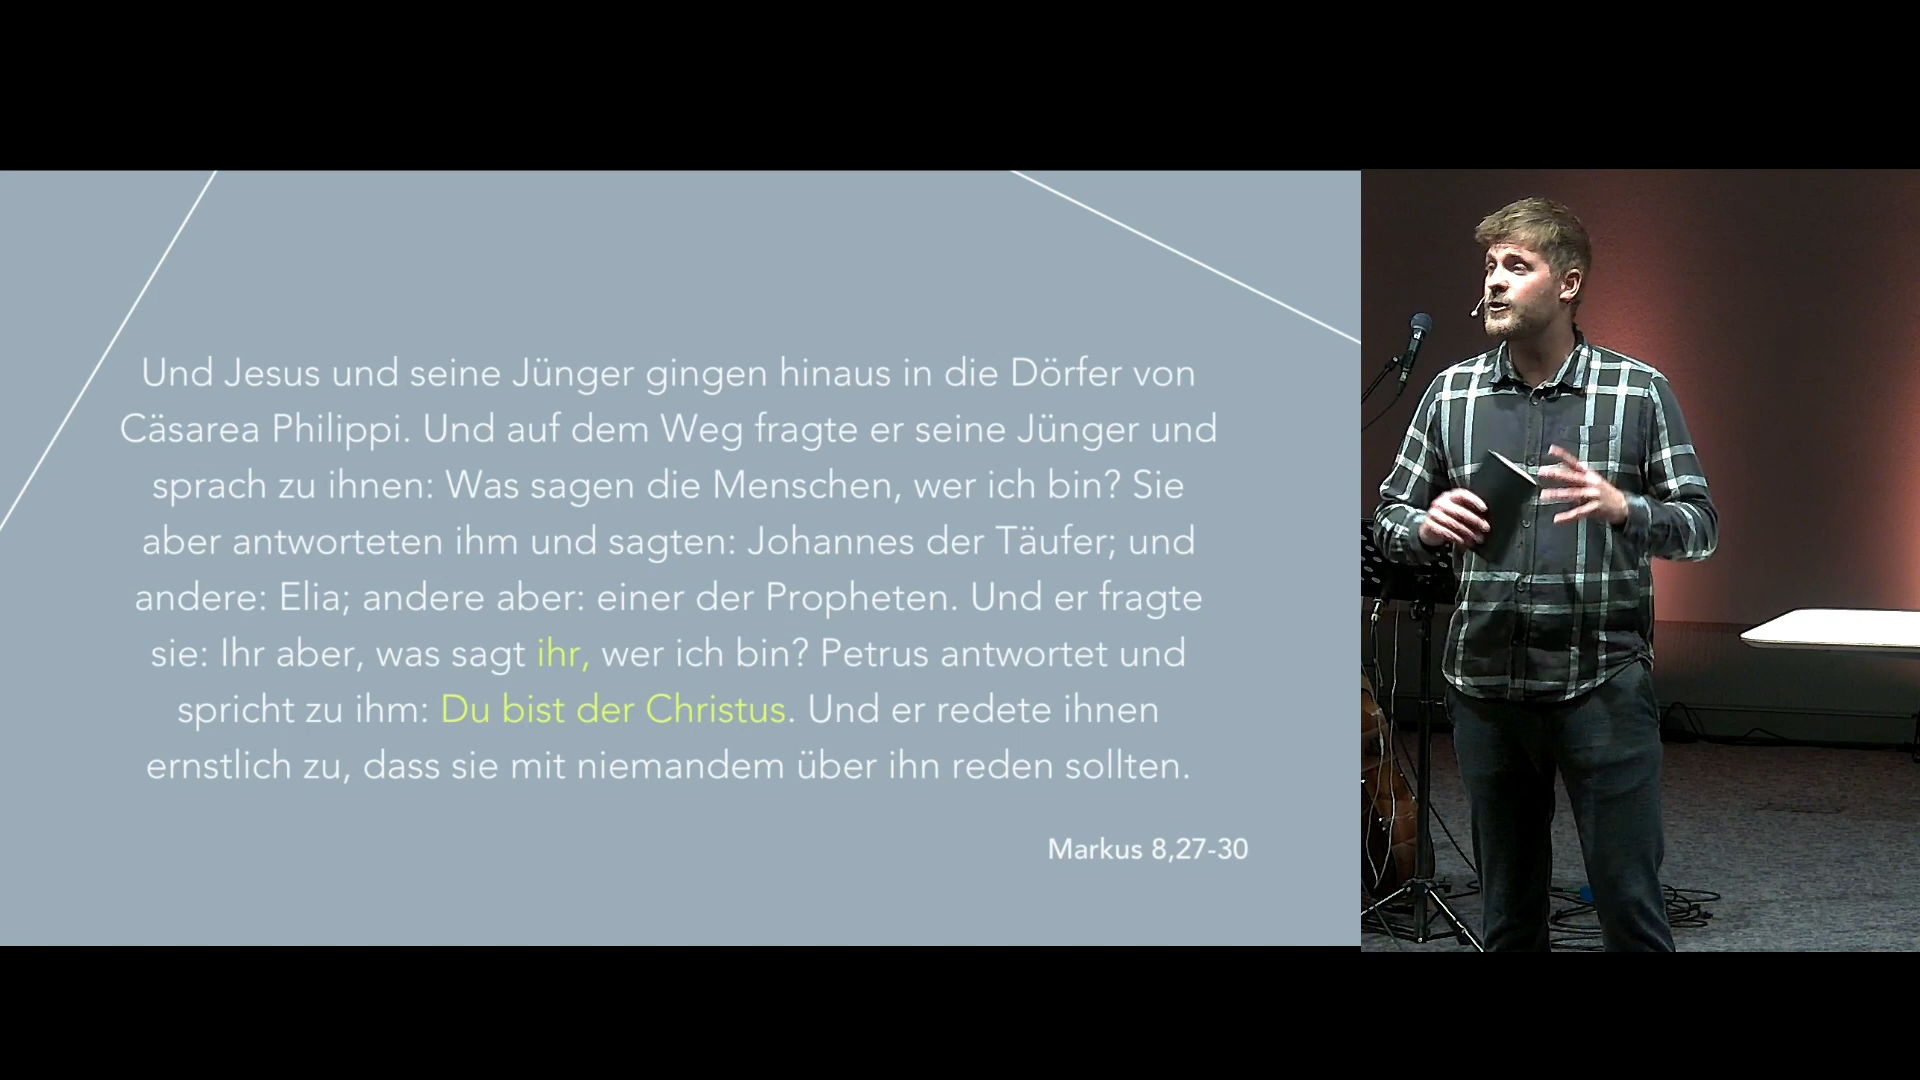 Und Jesus und seine Jünger gingen hinaus in die Dörfer von
Cäsarea Philippi. Und auf dem Weg fragte er seine Jünger und
sprach zu ihnen: Was sagen die Menschen, wer ich bin? Sie
aber antworteten ihm und sagten: Johannes der Täufer; und
andere: Elia; andere aber: einer der Propheten. Und er fragte
sie: Ihr aber, was sagt ihr, wer ich bin? Petrus antwortet und
spricht zu ihm: Du bist der Christus. Und er redete ihnen
ernstlich zu, dass sie mit niemandem über ihn reden sollten.
Markus 8,27-30